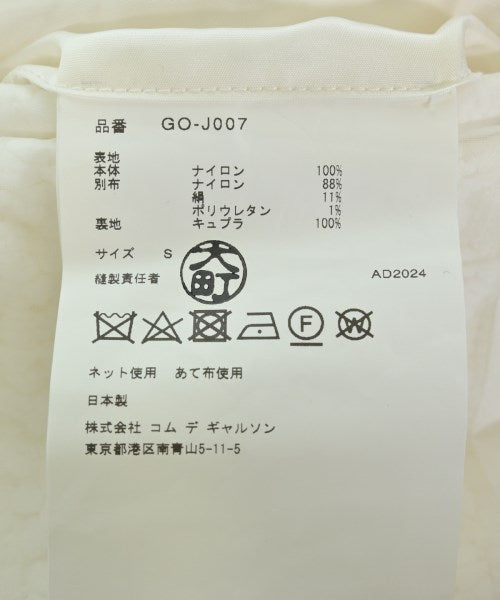 品番 GO-J007
表地
本体 ナイロン 100%
別布 ナイロン 88%
絹 11%
ポリウレタン 1%
裏地 キュプラ 100%
サイズ S
大町
縫製責任者 AD2024
F W
ネット使用 あて布使用
日本製
株式会社 コム デ ギャルソン
東京都港区南青山5-11-5